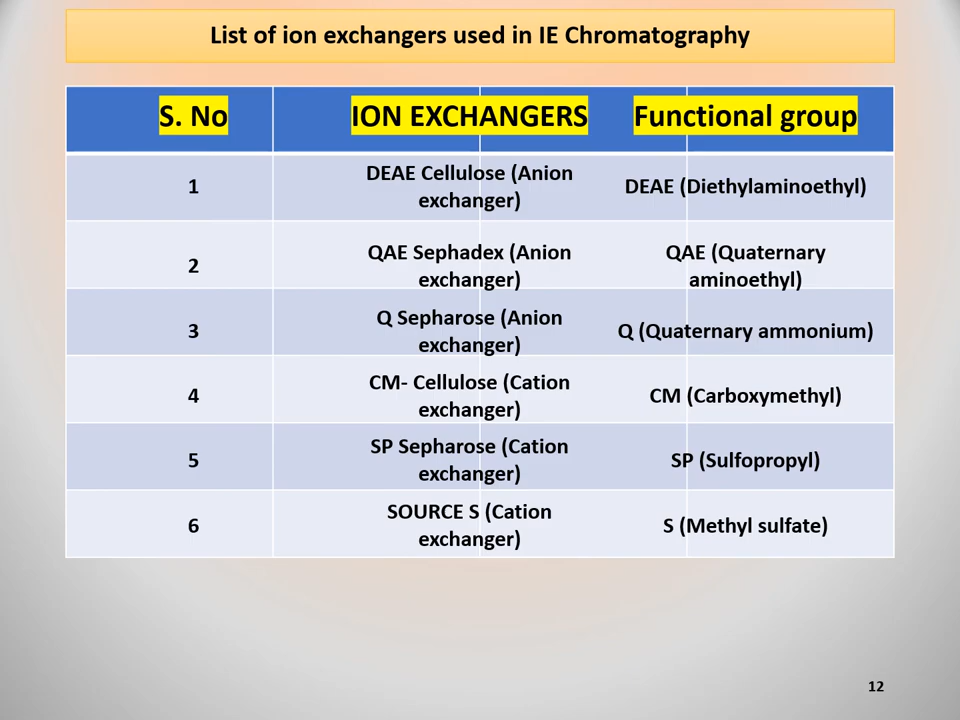 List of ion exchangers used in IE Chromatography
S. No ION EXCHANGERS Functional group
1 DEAE Cellulose (Anion exchanger) DEAE (Diethylaminoethyl)
2 QAE Sephadex (Anion exchanger) QAE (Quaternary aminoethyl)
3 Q Sepharose (Anion exchanger) Q (Quaternary ammonium)
4 CM- Cellulose (Cation exchanger) CM (Carboxymethyl)
5 SP Sepharose (Cation exchanger) SP (Sulfopropyl)
6 SOURCE S (Cation exchanger) S (Methyl sulfate)
12